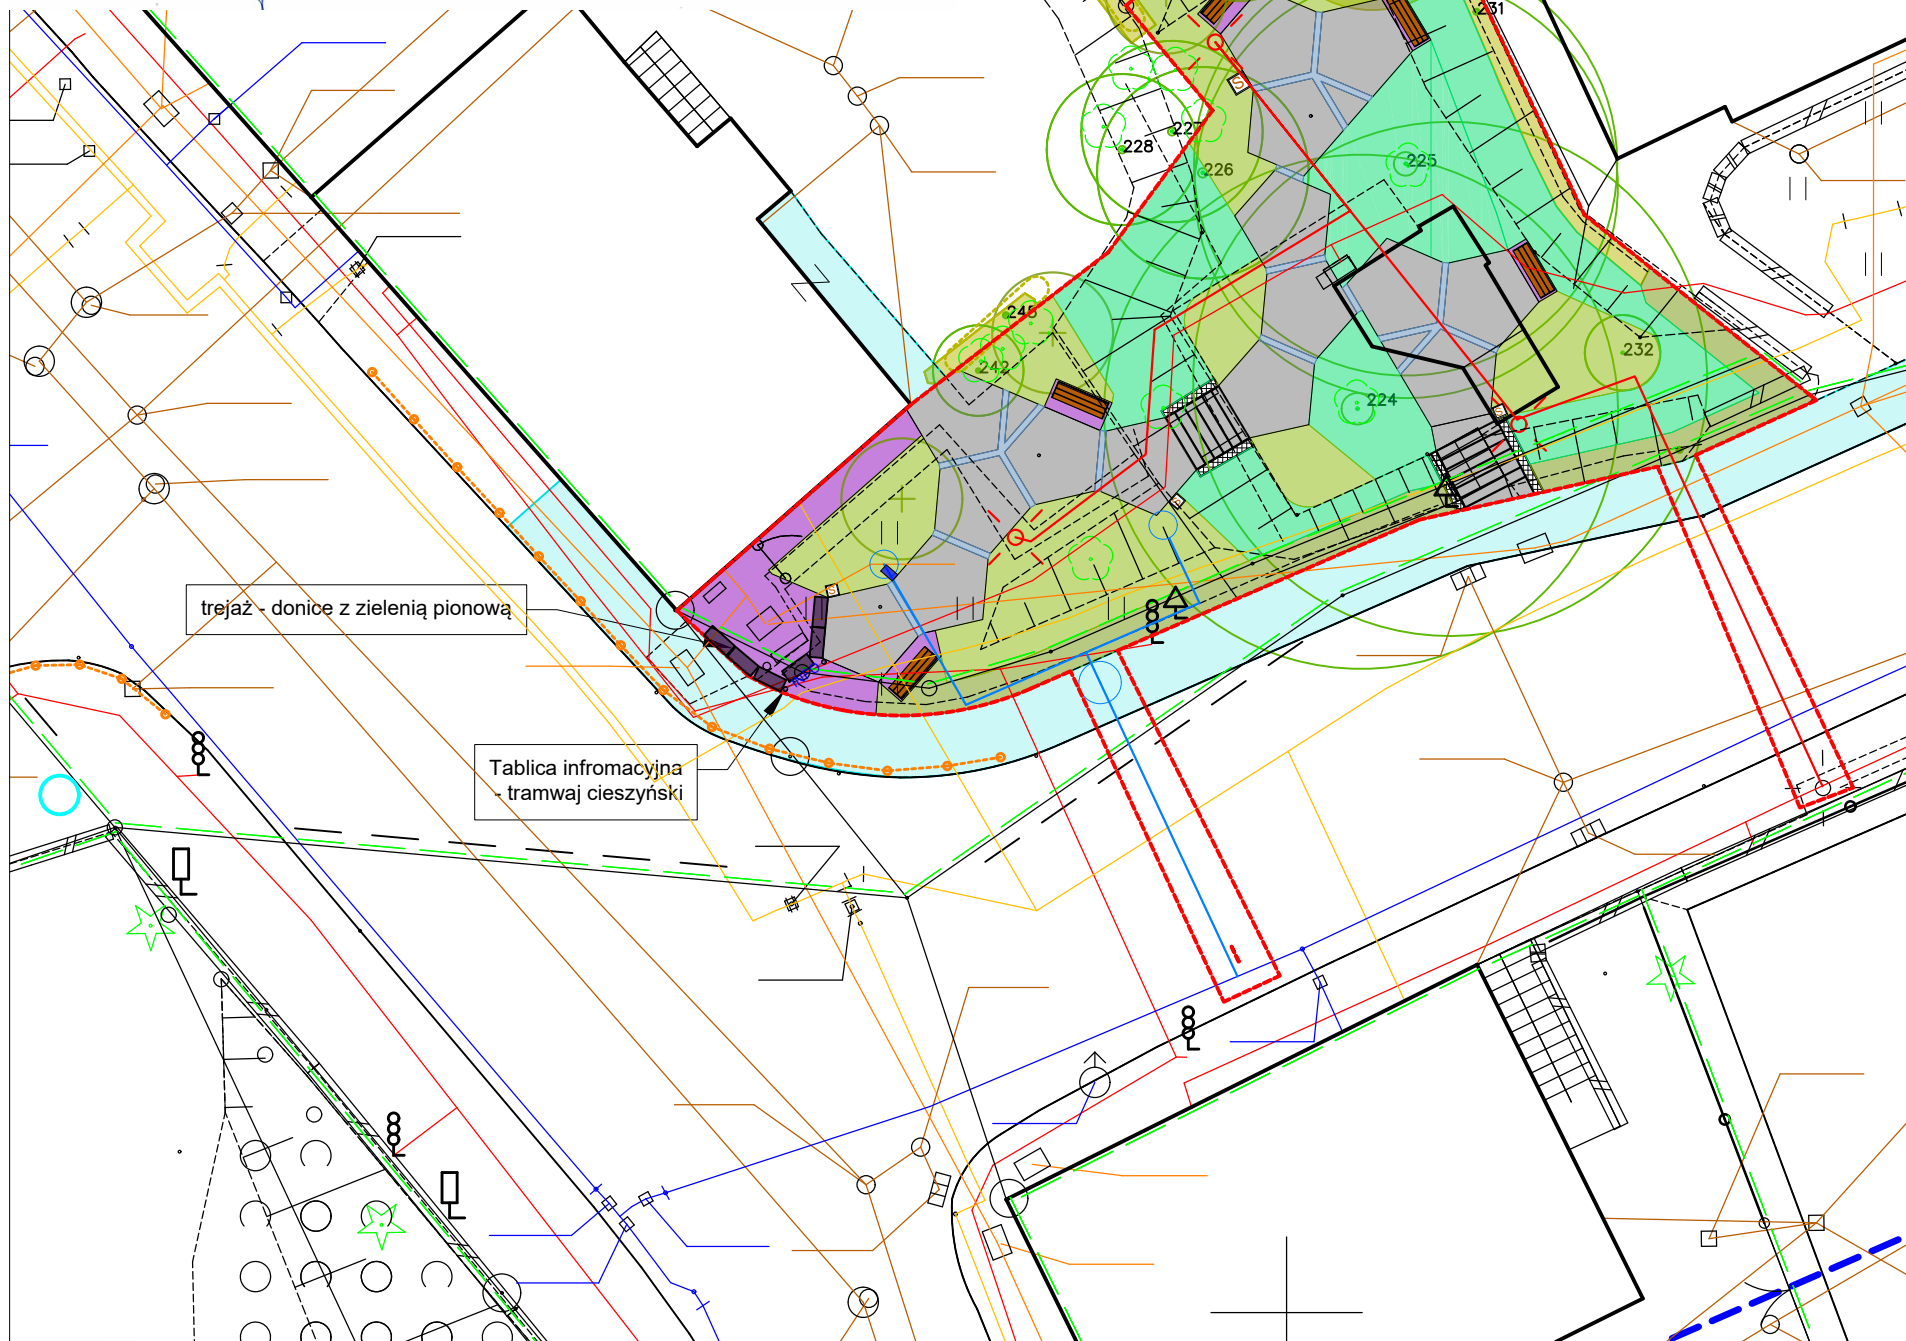 231
227
228
226
225
245
242
232
224
S
S
S
S
trejaż - donice z zielenią pionową
Tablica infromacyjna
- tramwaj cieszyński